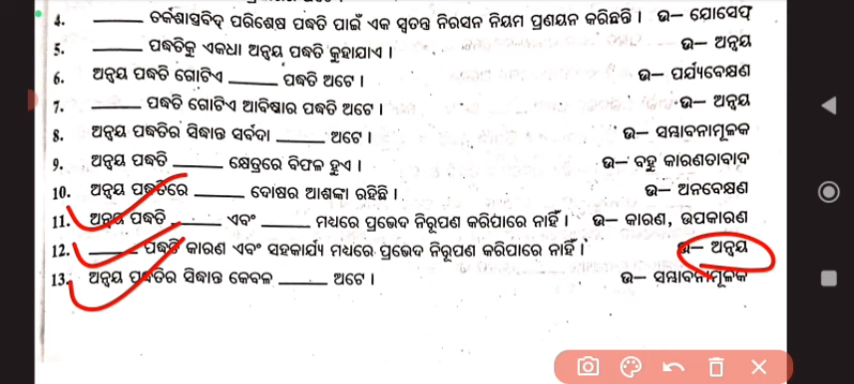 4. ______ ତର୍କଶାସ୍ତ୍ରବିତ୍ ପରିଶେଷ ପଦ୍ଧତି ପାଇଁ ଏକ ସ୍ୱତନ୍ତ୍ର ନିରସନ ନିୟମ ପ୍ରଣୟନ କରିଛନ୍ତି । ଉ— ଯୋସେଫ୍
5. ______ ପଦ୍ଧତିକୁ ଏକଧା ଅନ୍ୱୟ ପଦ୍ଧତି କୁହାଯାଏ । ଉ— ଅନ୍ୱୟ
6. ଅନ୍ୱୟ ପଦ୍ଧତି ଗୋଟିଏ ______ ପଦ୍ଧତି ଅଟେ । ଉ— ପର୍ଯ୍ୟବେକ୍ଷଣ
7. ______ ପଦ୍ଧତି ଗୋଟିଏ ଆବିଷ୍କାର ପଦ୍ଧତି ଅଟେ । ଉ— ଅନ୍ୱୟ
8. ଅନ୍ୱୟ ପଦ୍ଧତିର ସିଦ୍ଧାନ୍ତ ସର୍ବଦା ______ ଅଟେ । ଉ— ସମ୍ଭାବନାମୂଳକ
9. ଅନ୍ୱୟ ପଦ୍ଧତି ______ କ୍ଷେତ୍ରରେ ବିଫଳ ହୁଏ । ଉ— ବହୁ କାରଣତାବାଦ
10. ଅନ୍ୱୟ ପଦ୍ଧତିରେ ______ ଦୋଷର ଆଶଙ୍କା ରହିଛି । ଉ— ଅନବେକ୍ଷଣ
11. ଅନ୍ୱୟ ପଦ୍ଧତି ______ ଏବଂ ______ ମଧ୍ୟରେ ପ୍ରଭେଦ ନିରୂପଣ କରିପାରେ ନାହିଁ । ଉ— କାରଣ, ଉପକାରଣ
12. ______ ପଦ୍ଧତି କାରଣ ଏବଂ ସହକାର୍ଯ୍ୟ ମଧ୍ୟରେ ପ୍ରଭେଦ ନିରୂପଣ କରିପାରେ ନାହିଁ । ଉ— ଅନ୍ୱୟ
13. ଅନ୍ୱୟ ପଦ୍ଧତିର ସିଦ୍ଧାନ୍ତ କେବଳ ______ ଅଟେ । ଉ— ସମ୍ଭାବନାମୂଳକ